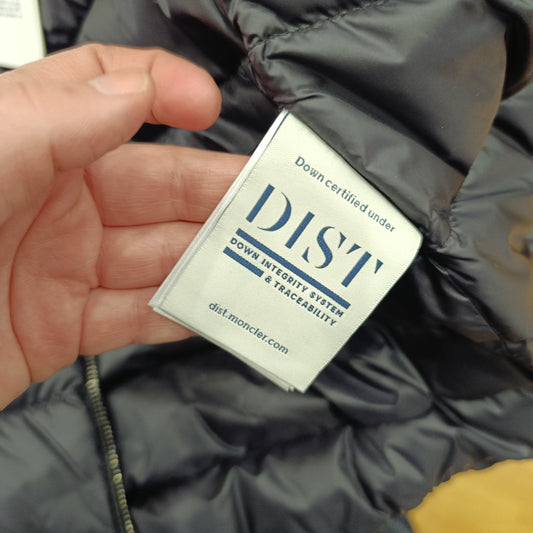 Down certified under
DIST
DOWN INTEGRITY SYSTEM
& TRACEABILITY
dist.moncler.com